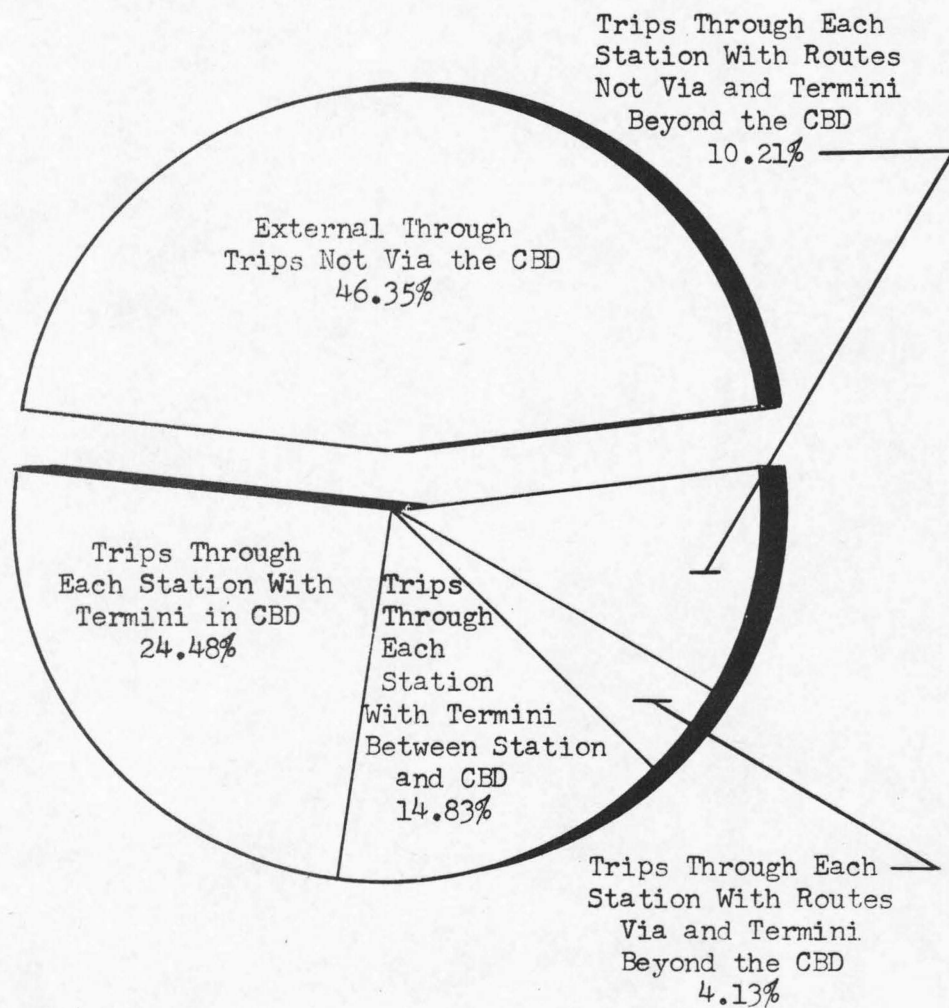 Trips Through Each
Station With Routes
Not Via and Termini
Beyond the CBD
10.21%
External Through
Trips Not Via the CBD
46.35%
Trips Through
Each Station With
Termini in CBD
24.48%
Trips
Through
Each
Station
With Termini
Between Station
and CBD
14.83%
Trips Through Each
Station With Routes
Via and Termini
Beyond the CBD
4.13%